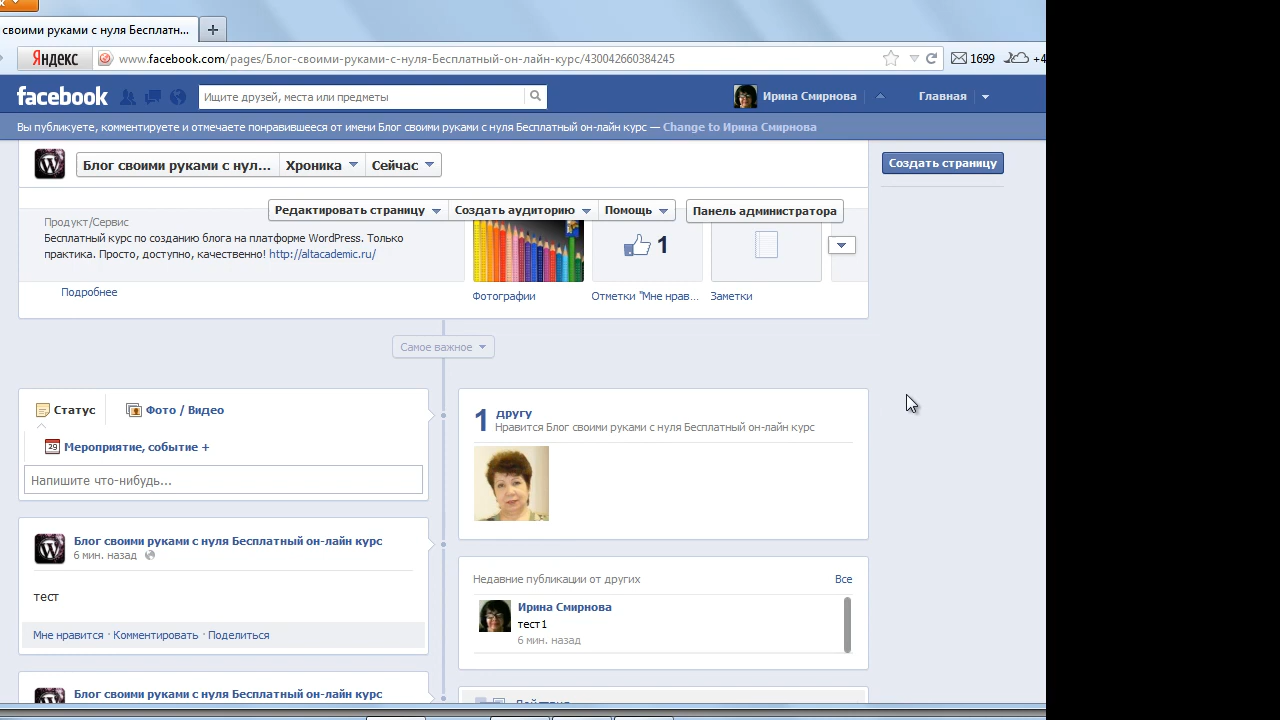 своими руками с нуля Бесплатн...
Яндекс
www.facebook.com/pages/Блог-своими-руками-с-нуля-Бесплатный-он-лайн-курс/430042660384245
1699
+4
facebook
Ищите друзей, места или предметы
Ирина Смирнова
Главная
Вы публикуете, комментируете и отмечаете понравившееся от имени Блог своими руками с нуля Бесплатный он-лайн курс — Change to Ирина Смирнова
Блог своими руками с нул...
Хроника
Сейчас
Создать страницу
Редактировать страницу
Создать аудиторию
Помощь
Панель администратора
Продукт/Сервис
Бесплатный курс по созданию блога на платформе WordPress. Только
практика. Просто, доступно, качественно! http://altacademic.ru/
Подробнее
1
Фотографии
Отметки "Мне нрав...
Заметки
Самое важное
Статус
Фото / Видео
29
Мероприятие, событие +
Напишите что-нибудь...
1 другу
Нравится Блог своими руками с нуля Бесплатный он-лайн курс
Блог своими руками с нуля Бесплатный он-лайн курс
6 мин. назад
тест
Мне нравится · Комментировать · Поделиться
Недавние публикации от других
Все
Ирина Смирнова
тест1
6 мин. назад
Блог своими руками с нуля Бесплатный он-лайн курс